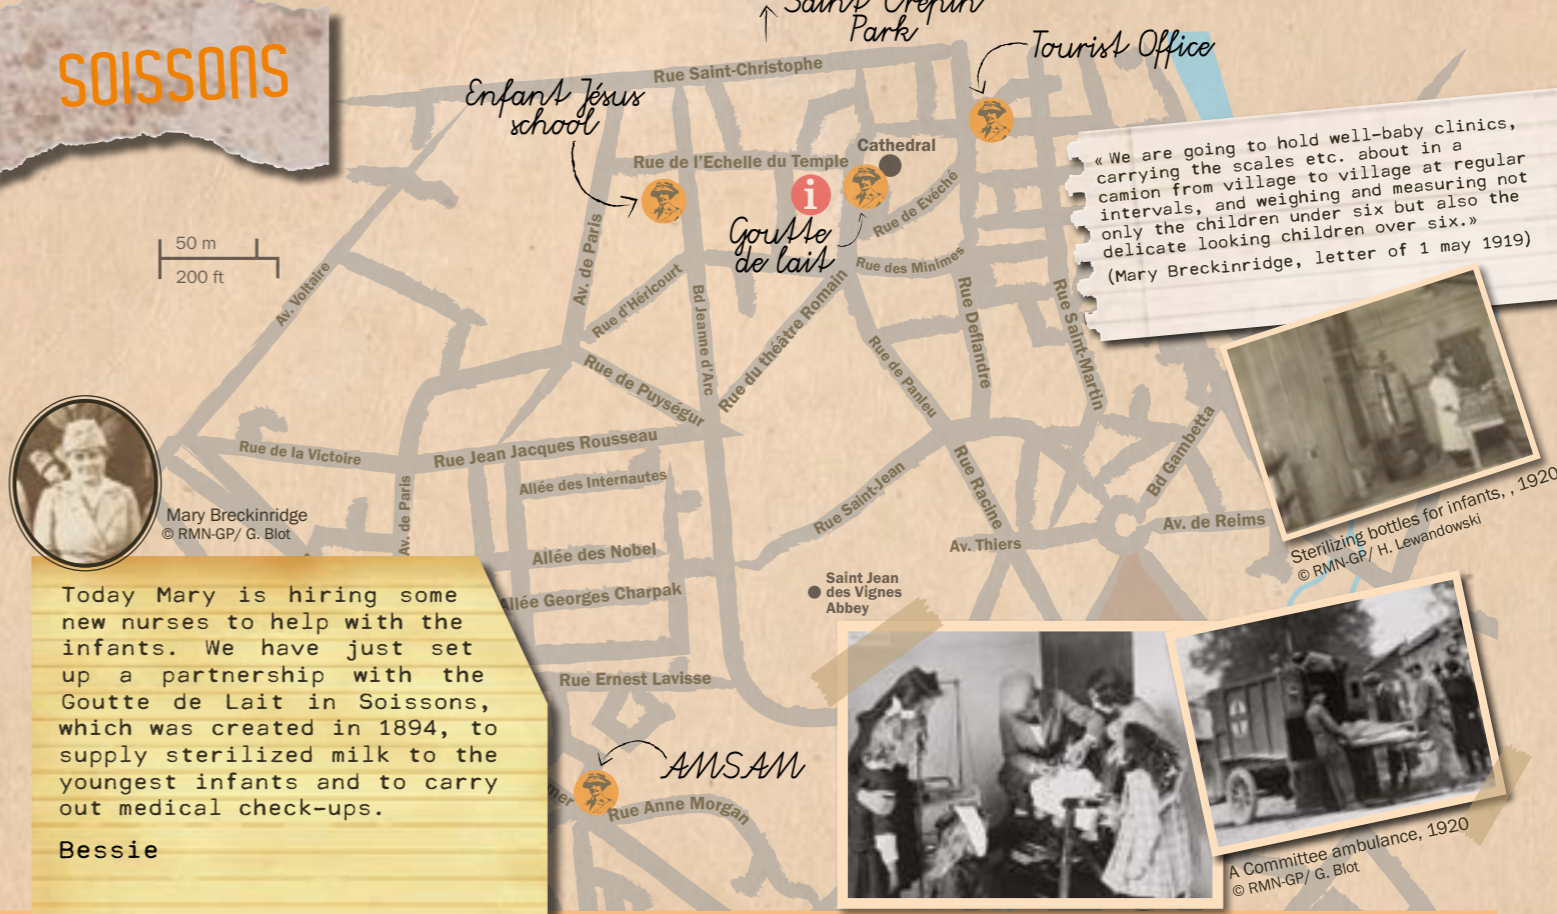 SOISSONS
Saint Crépin
Park
Tourist Office
Enfant Jésus
school
Rue Saint-Christophe
Cathedral
Rue de l'Echelle du Temple
i
Rue de Evéché
Goutte
de lait
Rue des Minimes
50 m
200 ft
Av. Voltaire
Av. de Paris
Rue d'Héricourt
Bd Jeanne d'Arc
Rue du théâtre Romain
Rue Deflandre
Rue Saint-Martin
Rue de Panleu
Rue de Puységur
« We are going to hold well-baby clinics,
carrying the scales etc. about in a
camion from village to village at regular
intervals, and weighing and measuring not
only the children under six but also the
delicate looking children over six.»
(Mary Breckinridge, letter of 1 may 1919)
Rue de la Victoire
Rue Jean Jacques Rousseau
Allée des Internautes
Av. de Paris
Rue Saint-Jean
Rue Racine
Bd Gambetta
Av. de Reims
Av. Thiers
Sterilizing bottles for infants, , 1920
© RMN-GP/ H. Lewandowski
Mary Breckinridge
© RMN-GP/ G. Blot
Allée des Nobel
Allée Georges Charpak
Saint Jean
des Vignes
Abbey
Rue Ernest Lavisse
Today Mary is hiring some
new nurses to help with the
infants. We have just set
up a partnership with the
Goutte de Lait in Soissons,
which was created in 1894, to
supply sterilized milk to the
youngest infants and to carry
out medical check-ups.
Bessie
AMSAM
mer
Rue Anne Morgan
A Committee ambulance, 1920
© RMN-GP/ G. Blot